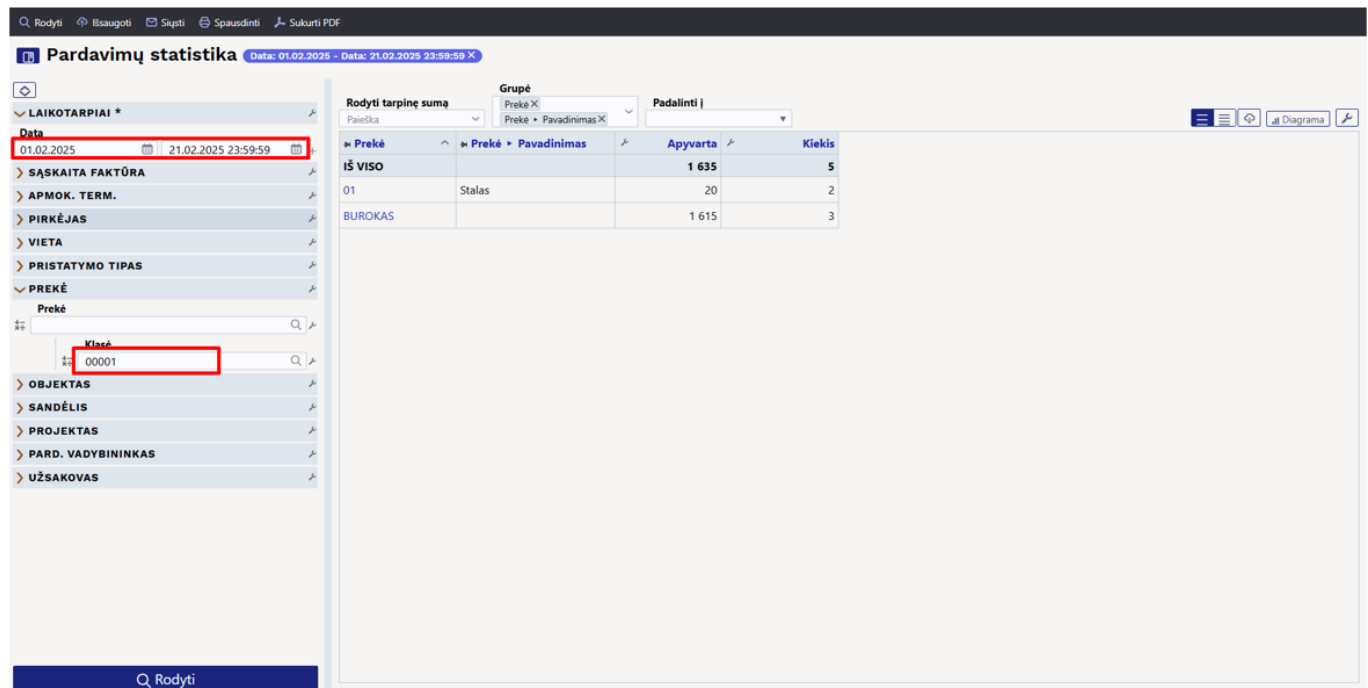 Rodyti Išsaugoti Siųsti Spausdinti Sukurti PDF
Pardavimų statistika Data: 01.02.2025 - Data: 21.02.2025 23:59:59 X
LAIKOTARPIAI *
Data
01.02.2025 21.02.2025 23:59:59
SĄSKAITA FAKTŪRA
APMOK. TERM.
PIRKĖJAS
VIETA
PRISTATYMO TIPAS
PREKĖ
Prekė
Klasė
00001
OBJEKTAS
SANDĖLIS
PROJEKTAS
PARD. VADYBININKAS
UŽSAKOVAS
Rodyti
Rodyti tarpinę sumą Grupė Padalinti į
Paieška Prekė X
Prekė ▸ Pavadinimas X
Diagrama
Prekė Prekė ▸ Pavadinimas Apyvarta Kiekis
IŠ VISO 1 635 5
01 Stalas 20 2
BUROKAS 1 615 3